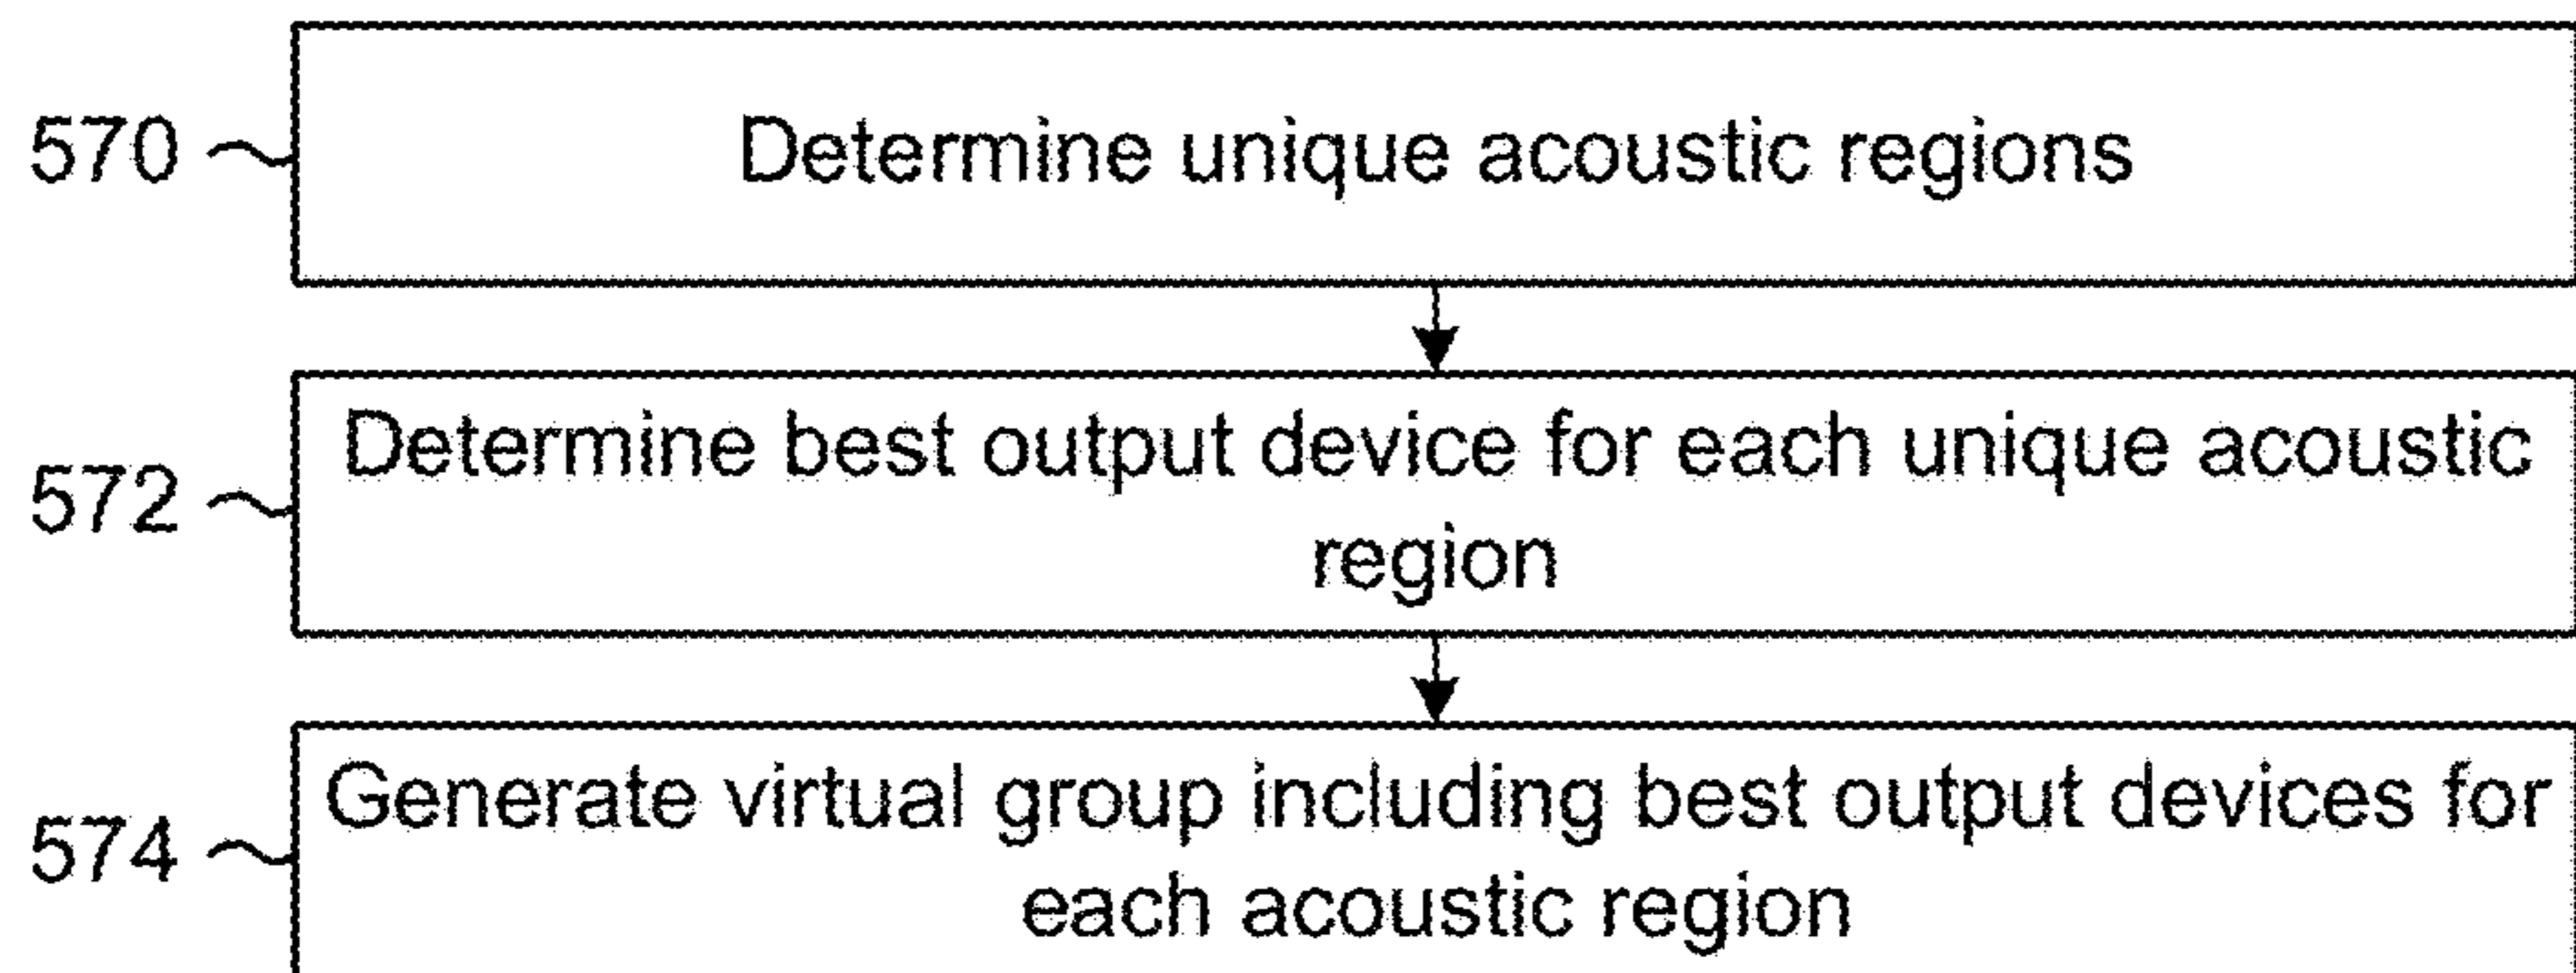 570
Determine unique acoustic regions
572
Determine best output device for each unique acoustic
region
574
Generate virtual group including best output devices for
each acoustic region